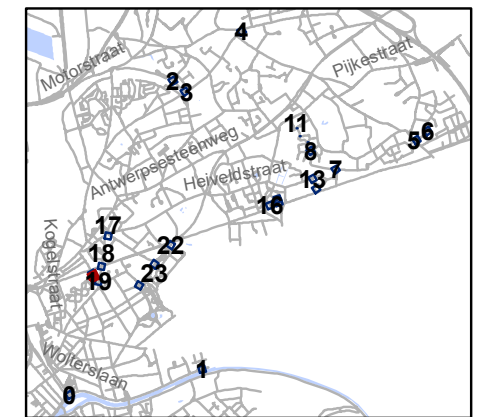 4
Motorstraat
Pijkestraat
2
3
11
6
5
Antwerpsesteenweg
8
Heiveldstraat
7
13
16
17
Kogelstraat
22
18
23
19
Wolterslaan
1
0